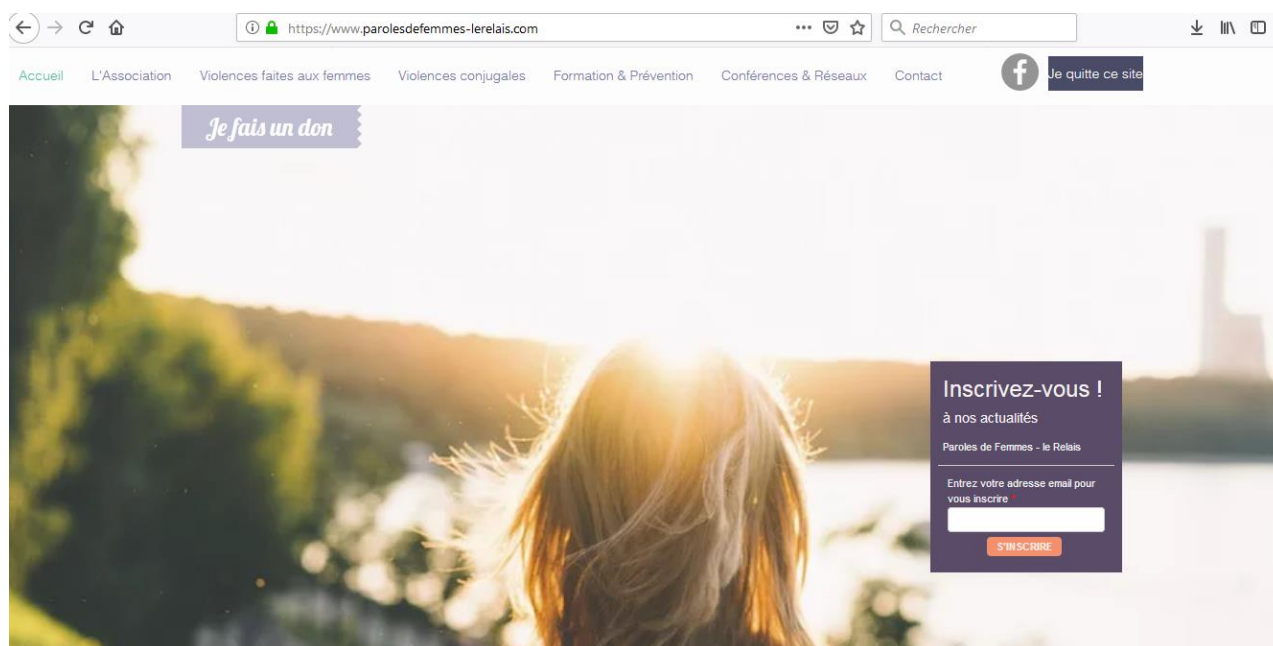 https://www.parolesdefemmes-lerelais.com
Rechercher
Accueil L'Association Violences faites aux femmes Violences conjugales Formation & Prévention Conférences & Réseaux Contact
f
Je quitte ce site
Je fais un don
Inscrivez-vous !
à nos actualités
Paroles de Femmes - le Relais
Entrez votre adresse email pour
vous inscrire *
S'INSCRIRE